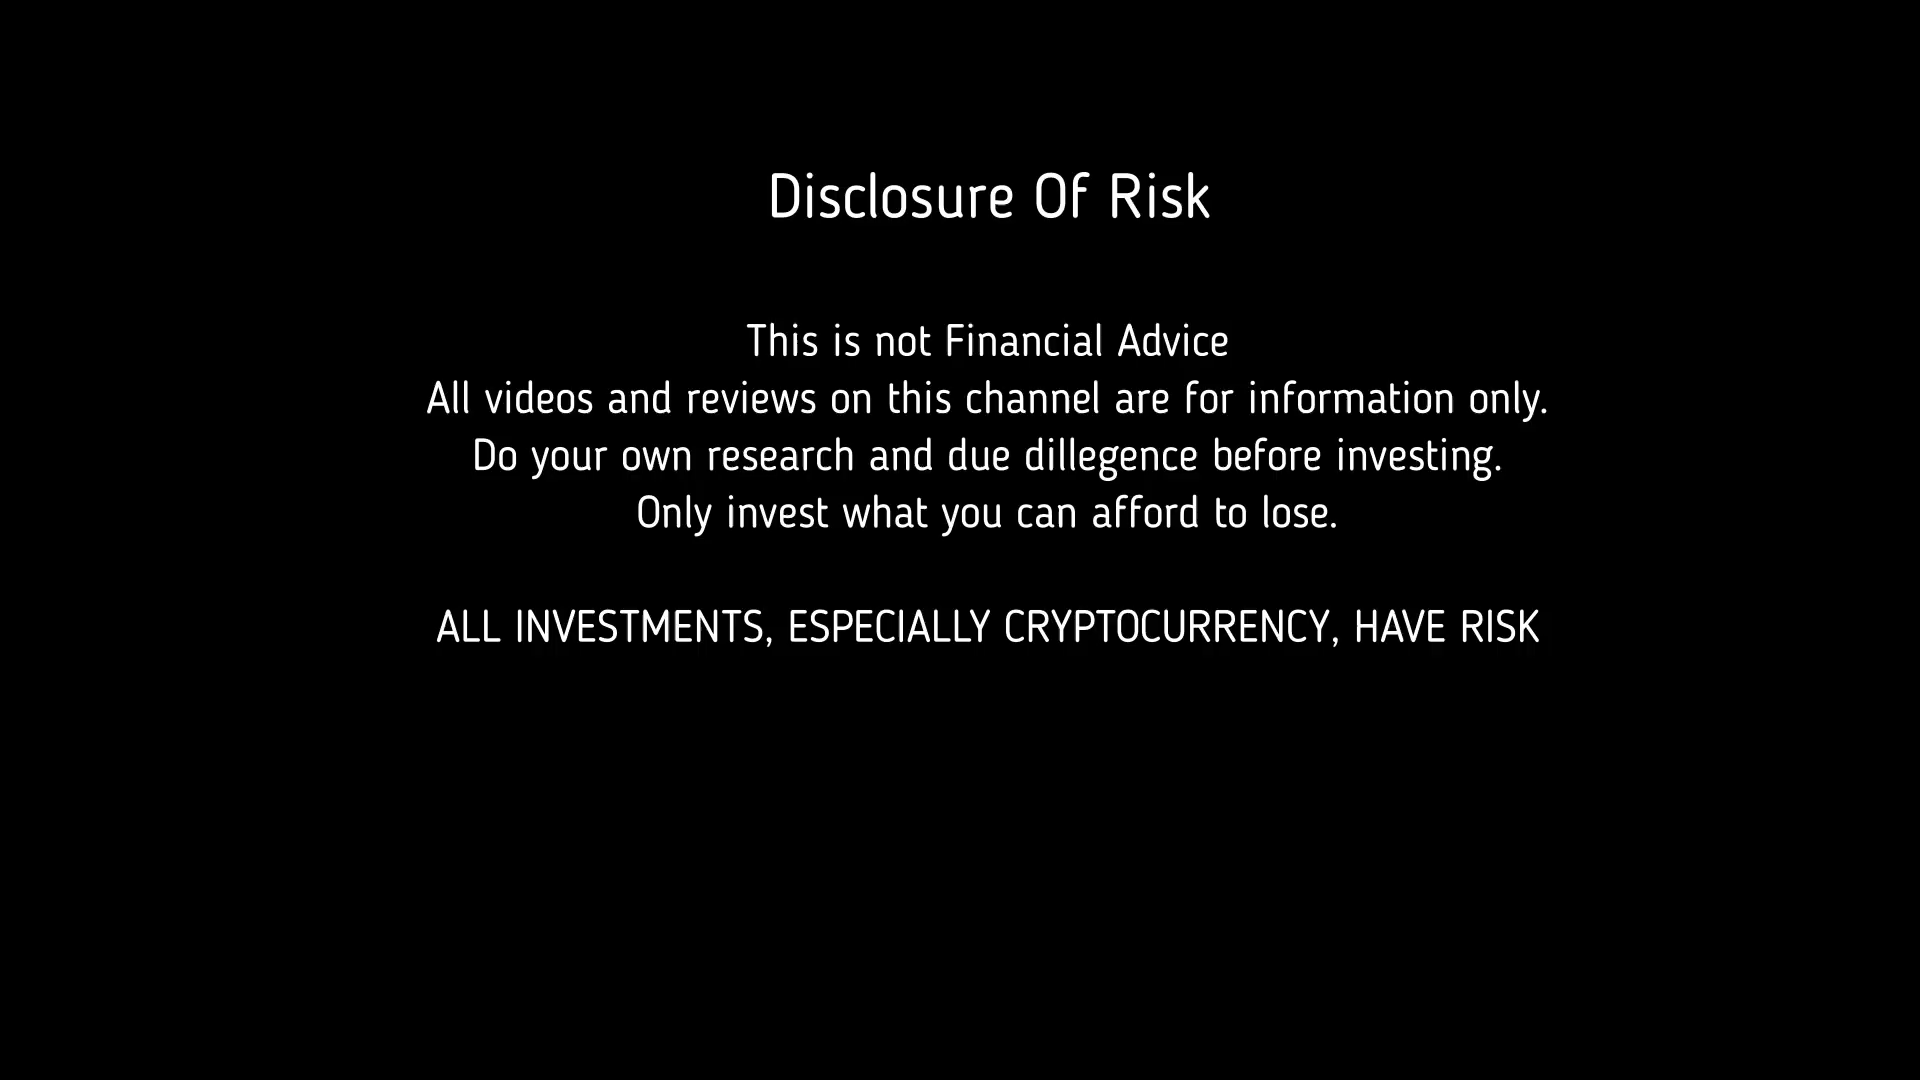 Disclosure Of Risk
This is not Financial Advice
All videos and reviews on this channel are for information only.
Do your own research and due dillegence before investing.
Only invest what you can afford to lose.
ALL INVESTMENTS, ESPECIALLY CRYPTOCURRENCY, HAVE RISK